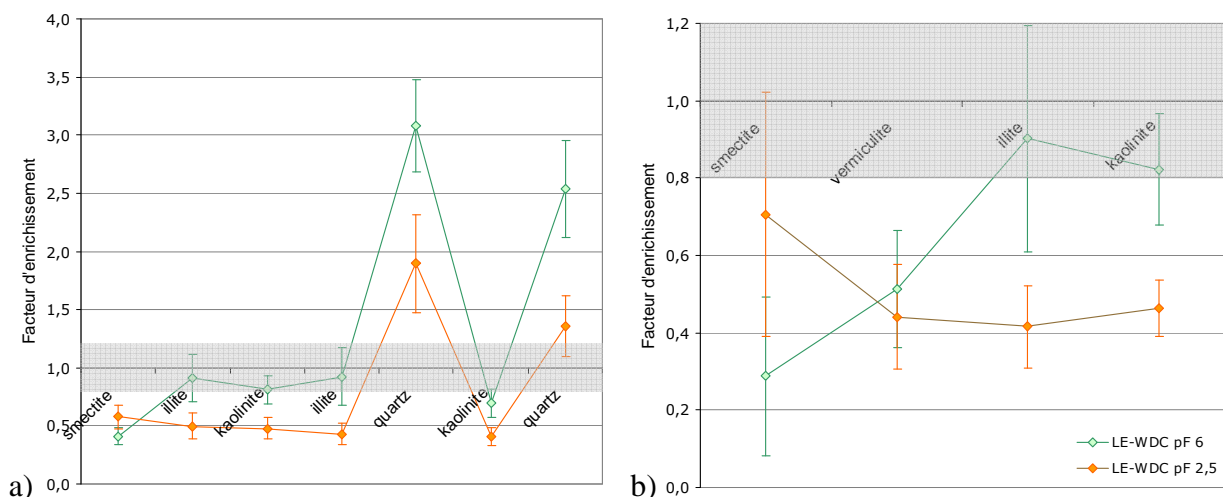 a)
Facteur d'enrichissement
4,0
3,5
3,0
2,5
2,0
1,5
1,0
0,5
0,0
smectite
illite
kaolinite
illite
quartz
kaolinite
quartz
b)
Facteur d'enrichissement
1,2
1,0
0,8
0,6
0,4
0,2
0,0
smectite
vermiculite
illite
kaolinite
LE-WDC pF 6
LE-WDC pF 2,5